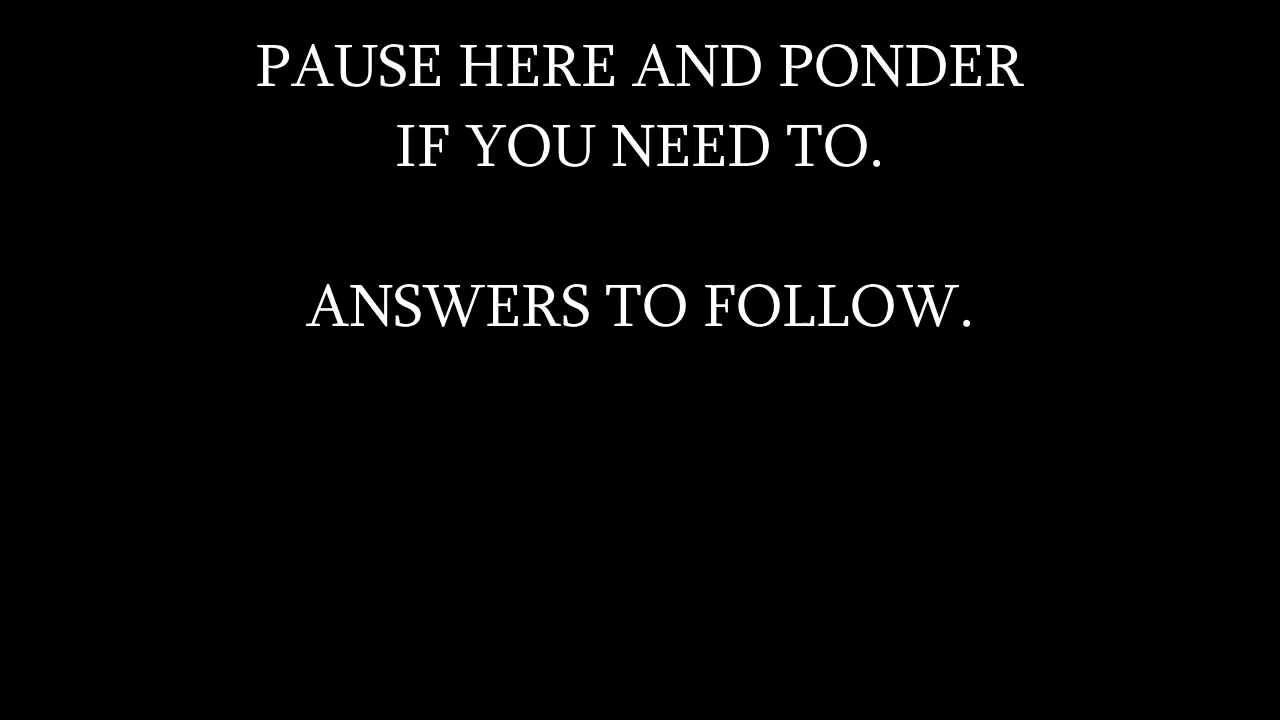 PAUSE HERE AND PONDER
IF YOU NEED TO.
ANSWERS TO FOLLOW.